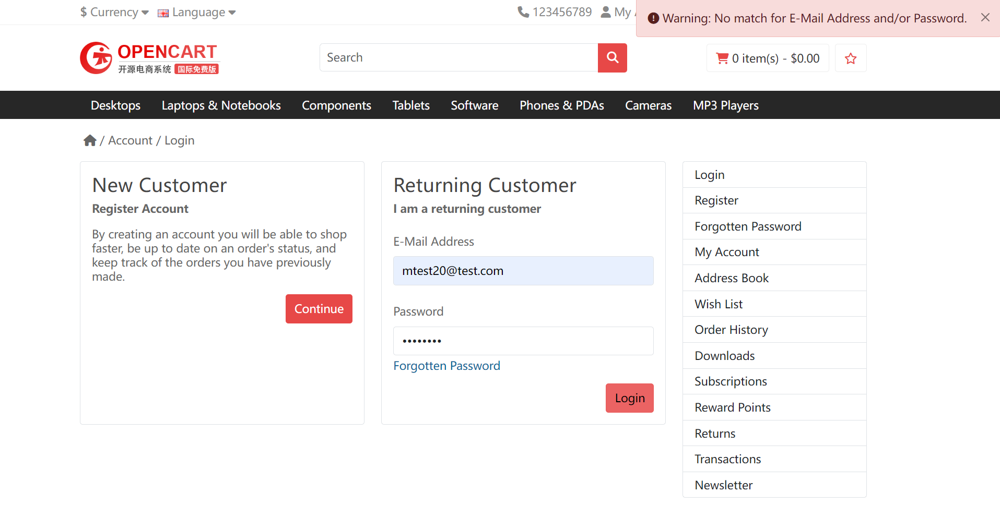 $ Currency
Language
123456789
My
Warning: No match for E-Mail Address and/or Password.
OPENCART
开源电商系统 国际免费版
Search
0 item(s) - $0.00
Desktops Laptops & Notebooks Components Tablets Software Phones & PDAs Cameras MP3 Players
/ Account / Login
New Customer
Register Account
By creating an account you will be able to shop
faster, be up to date on an order's status, and
keep track of the orders you have previously
made.
Continue
Returning Customer
I am a returning customer
E-Mail Address
mtest20@test.com
Password
••••••••
Forgotten Password
Login
Login
Register
Forgotten Password
My Account
Address Book
Wish List
Order History
Downloads
Subscriptions
Reward Points
Returns
Transactions
Newsletter